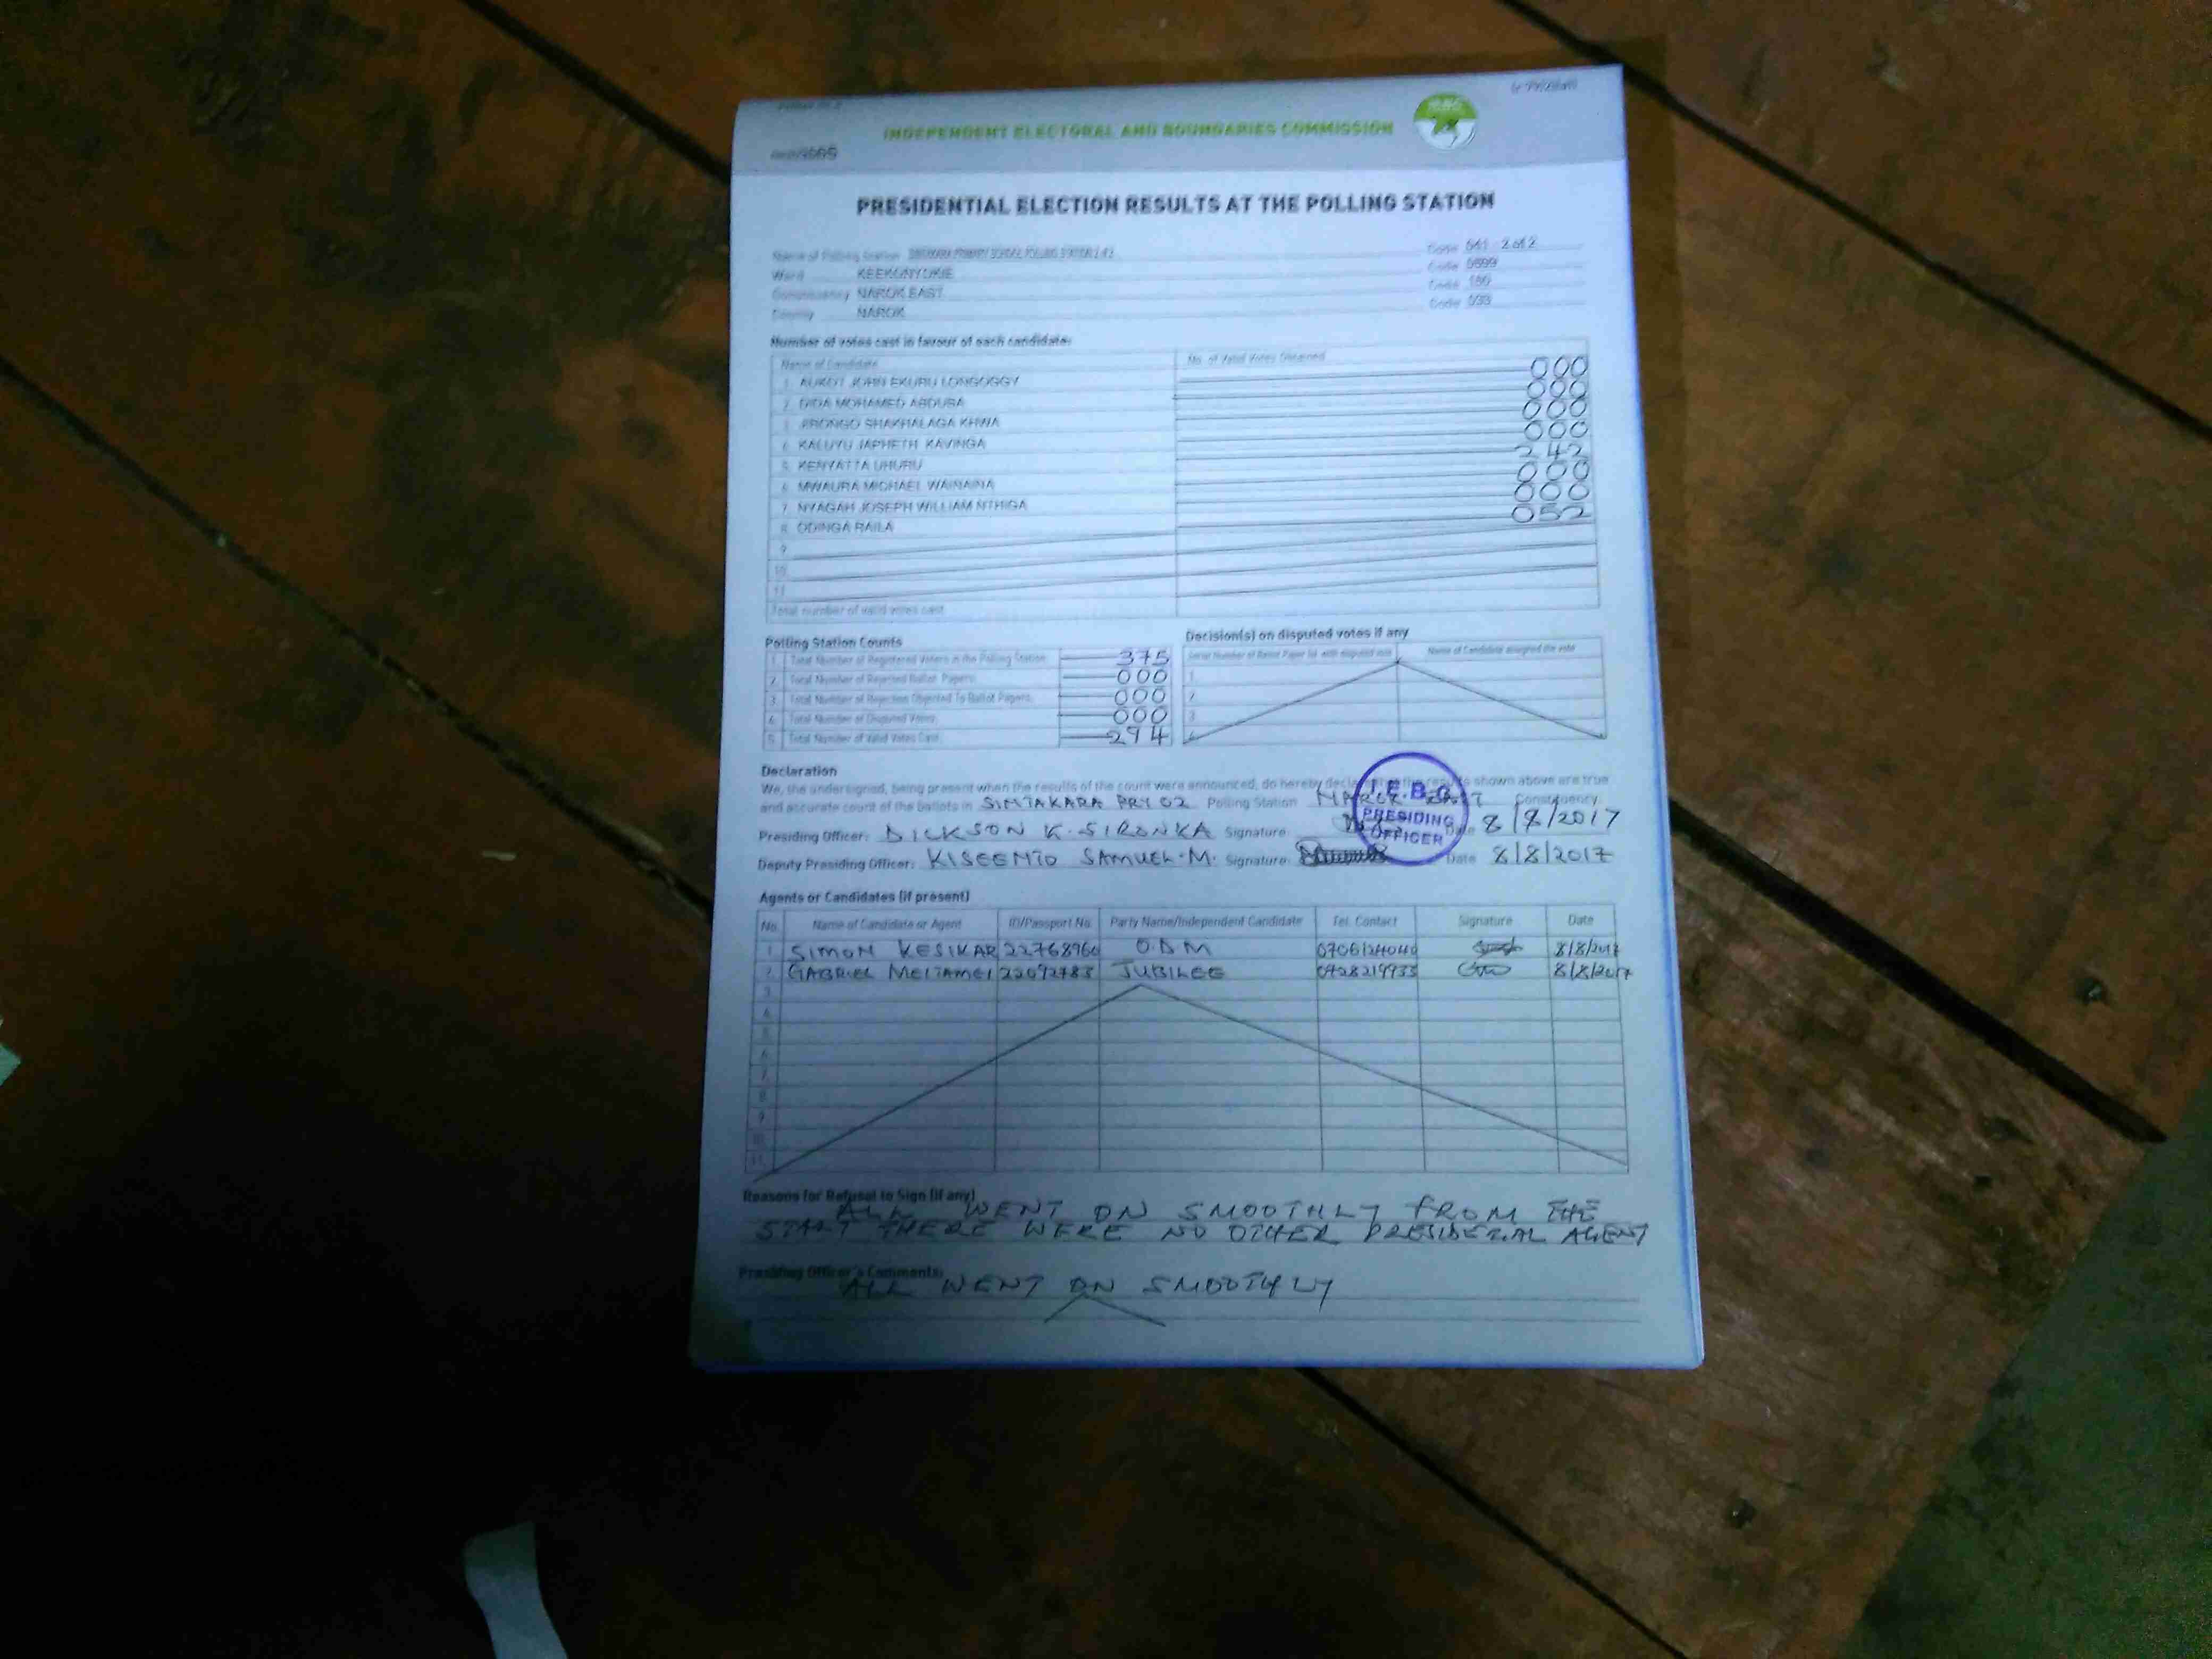 INDEPENDENT ELECTORAL AND BOUNDARIES COMMISSION
PRESIDENTIAL ELECTION RESULTS AT THE POLLING STATION
Name of Polling Station PRIMARY SCHOOL POLLING STATION 2 of 2 Code 041 2 of 2
Ward KEEKONYOKIE Code 0899
Constituency NAROK EAST Code 180
County NAROK Code 033
Number of votes cast in favour of each candidate:
Name of Candidate No. of Valid Votes Obtained
1. AUKOT JOHN EKURU LONGOGGY 000
2. DIDA MOHAMED ABDUBA 000
3. JIRONGO SHAKHALAGA KHWA 000
4. KALUYU JAPHETH KAVINGA 000
5. KENYATTA UHURU 242
6. MWAURA MICHAEL WAINAINA 000
7. NYAGAH JOSEPH WILLIAM NTHIGA 000
8. ODINGA RAILA 052
9.
10.
11.
Total number of valid votes cast
Polling Station Counts
1. Total Number of Registered Voters in the Polling Station 375
2. Total Number of Rejected Ballot Papers 000
3. Total Number of Rejection Objected To Ballot Papers 000
4. Total Number of Disputed Votes 000
5. Total Number of Valid Votes Cast 294
Decision(s) on disputed votes if any
Serial Number of Ballot Paper Name of Candidate assigned the vote
1.
2.
3.
4.
Declaration
We, the undersigned, being present when the results of the count were announced, do hereby declare that the results shown above are true
and accurate count of the ballots in SIMTAKARA PRY 02 Polling Station NAROK EAST Constituency.
I.E.B.C
PRESIDING
OFFICER
Presiding Officer: DICKSON K. SIRONKA Signature: Date 8/8/2017
Deputy Presiding Officer: KISEENTO SAMUEL.M. Signature: Date 8/8/2017
Agents or Candidates (if present)
No. Name of Candidate or Agent ID/Passport No. Party Name/Independent Candidate Tel. Contact Signature Date
1 SIMON KESIKAR 22768960 O.D.M 0706124040 8/8/2017
2 GABRIEL MEITAMEI 22092783 JUBILEE 0728219933 8/8/2017
3
4
5
6
7
8
9
10
11
Reasons for Refusal to Sign (if any)
ALL WENT ON SMOOTHLY FROM THE
START THERE WERE NO OTHER AGENT
Presiding Officer's Comments:
ALL WENT ON SMOOTHLY